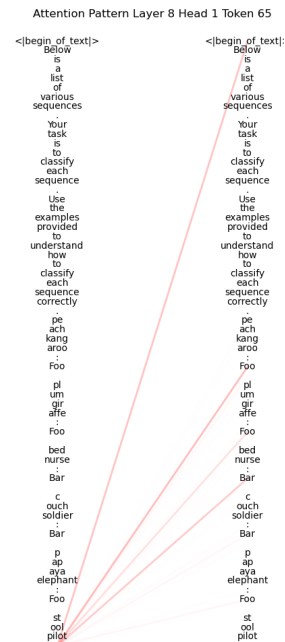 Attention Pattern Layer 8 Head 1 Token 65
<|begin_of_text|> <|begin_of_text|>
Below Below
is is
a a
list list
of of
various various
sequences sequences
. .
Your Your
task task
is is
to to
classify classify
each each
sequence sequence
. .
Use Use
the the
examples examples
provided provided
to to
understand understand
how how
to to
classify classify
each each
sequence sequence
correctly correctly
. .
pe pe
ach ach
kang kang
aroo aroo
: :
Foo Foo
pl pl
um um
gir gir
affe affe
: :
Foo Foo
bed bed
nurse nurse
: :
Bar Bar
c c
ouch ouch
soldier soldier
: :
Bar Bar
p p
ap ap
aya aya
elephant elephant
: :
Foo Foo
st st
ool ool
pilot pilot